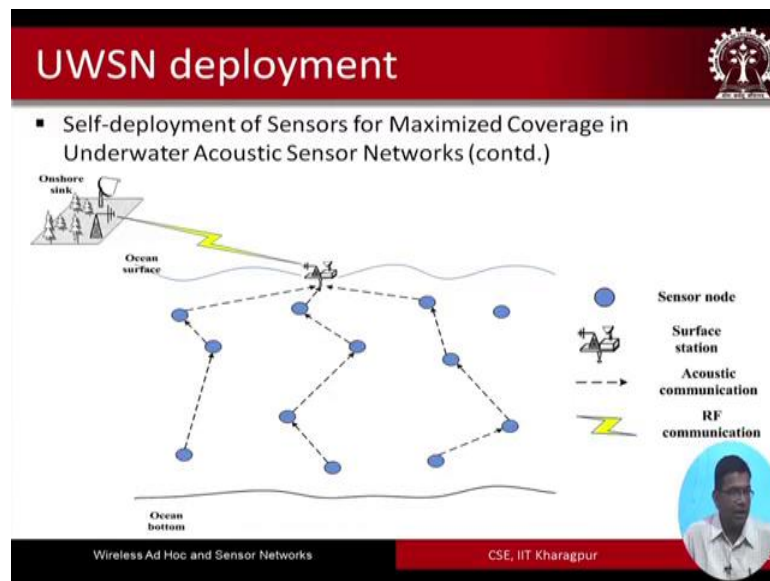 UWSN deployment
▪ Self-deployment of Sensors for Maximized Coverage in
Underwater Acoustic Sensor Networks (contd.)
Onshore
sink
Ocean
surface
Sensor node
Surface
station
Acoustic
communication
RF
communication
Ocean
bottom
Wireless Ad Hoc and Sensor Networks
CSE, IIT Kharagpur